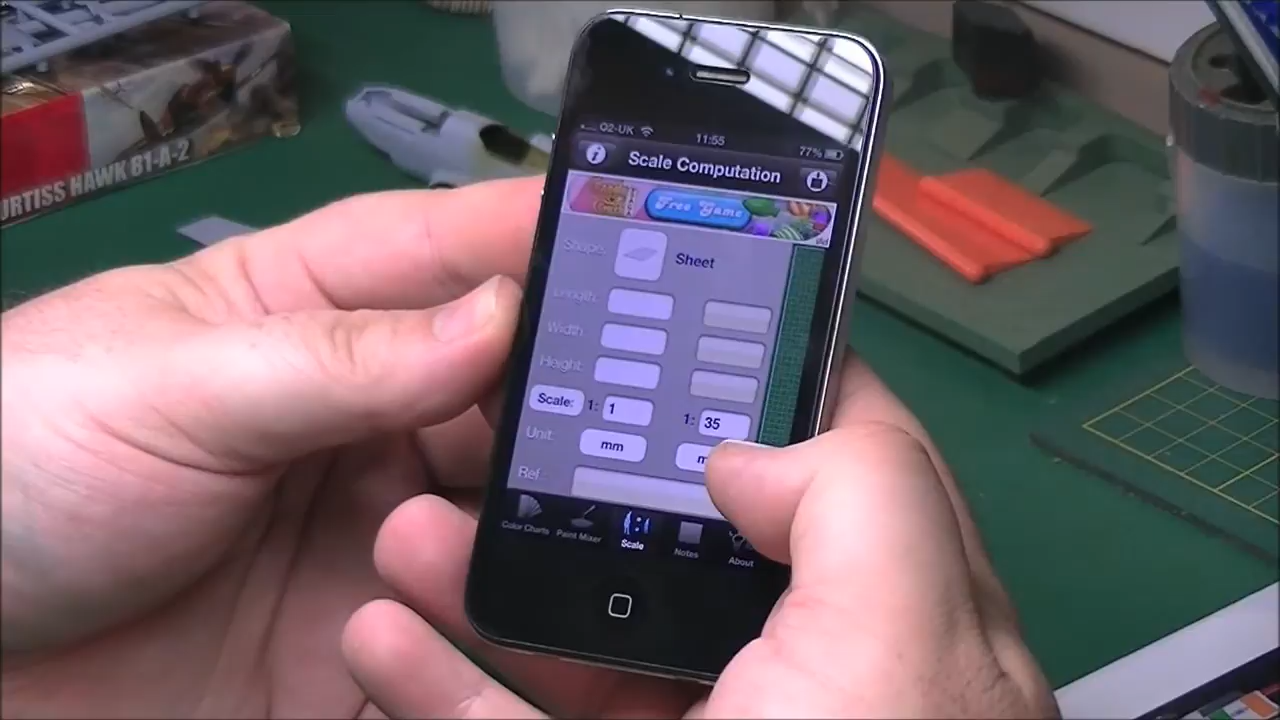 URTISS HAWK 81-A-2
O2-UK
11:55
77%
Scale Computation
Free Game
Shape:
Sheet
Length:
Width:
Height:
Scale: 1: 1 1: 35
Unit: mm
Ref.:
Color Charts
Paint Mixer
Scale
Notes
About